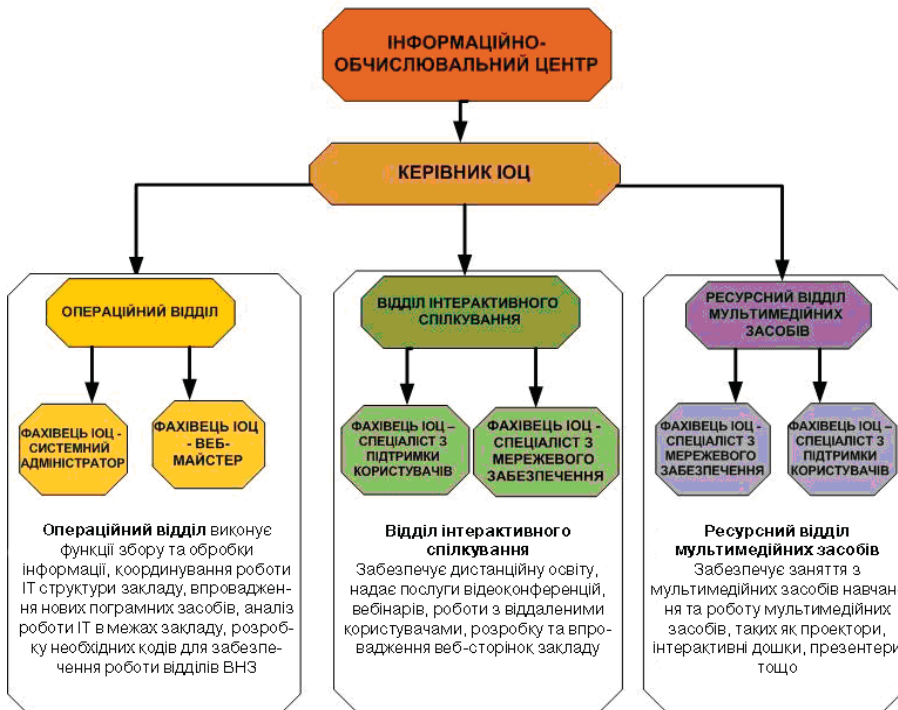 ІНФОРМАЦІЙНО-
ОБЧИСЛЮВАЛЬНИЙ ЦЕНТР
КЕРІВНИК ІОЦ
ОПЕРАЦІЙНИЙ ВІДДІЛ
ФАХІВЕЦЬ ІОЦ -
СИСТЕМНИЙ
АДМІНІСТРАТОР
ФАХІВЕЦЬ ІОЦ
- ВЕБ-
МАЙСТЕР
Операційний відділ виконує
функції збору та обробки
інформації, координування роботи
ІТ структури закладу, впроваджен-
ня нових пограмних засобів, аналіз
роботи ІТ в межах закладу, розроб-
ку необхідних кодів для забезпе-
чення роботи відділів ВНЗ
ВІДДІЛ ІНТЕРАКТИВНОГО
СПІЛКУВАННЯ
ФАХІВЕЦЬ ІОЦ –
СПЕЦІАЛІСТ З
ПІДТРИМКИ
КОРИСТУВАЧІВ
ФАХІВЕЦЬ ІОЦ -
СПЕЦІАЛІСТ З
МЕРЕЖЕВОГО
ЗАБЕЗПЕЧЕННЯ
Відділ інтерактивного
спілкування
Забезпечує дистанційну освіту,
надає послуги відеоконференцій,
вебінарів, роботи з віддаленими
користувачами, розробку та впро-
вадження веб-сторінок закладу
РЕСУРСНИЙ ВІДДІЛ
МУЛЬТИМЕДІЙНИХ
ЗАСОБІВ
ФАХІВЕЦЬ ІОЦ -
СПЕЦІАЛІСТ З
МЕРЕЖЕВОГО
ЗАБЕЗПЕЧЕННЯ
ФАХІВЕЦЬ ІОЦ –
СПЕЦІАЛІСТ З
ПІДТРИМКИ
КОРИСТУВАЧІВ
Ресурсний відділ
мультимедійних засобів
Забезпечує заняття з
мультимедійних засобів навчан-
ня та роботу мультимедійних
засобів, таких як проектори,
інтерактивні дошки, презентери
тощо